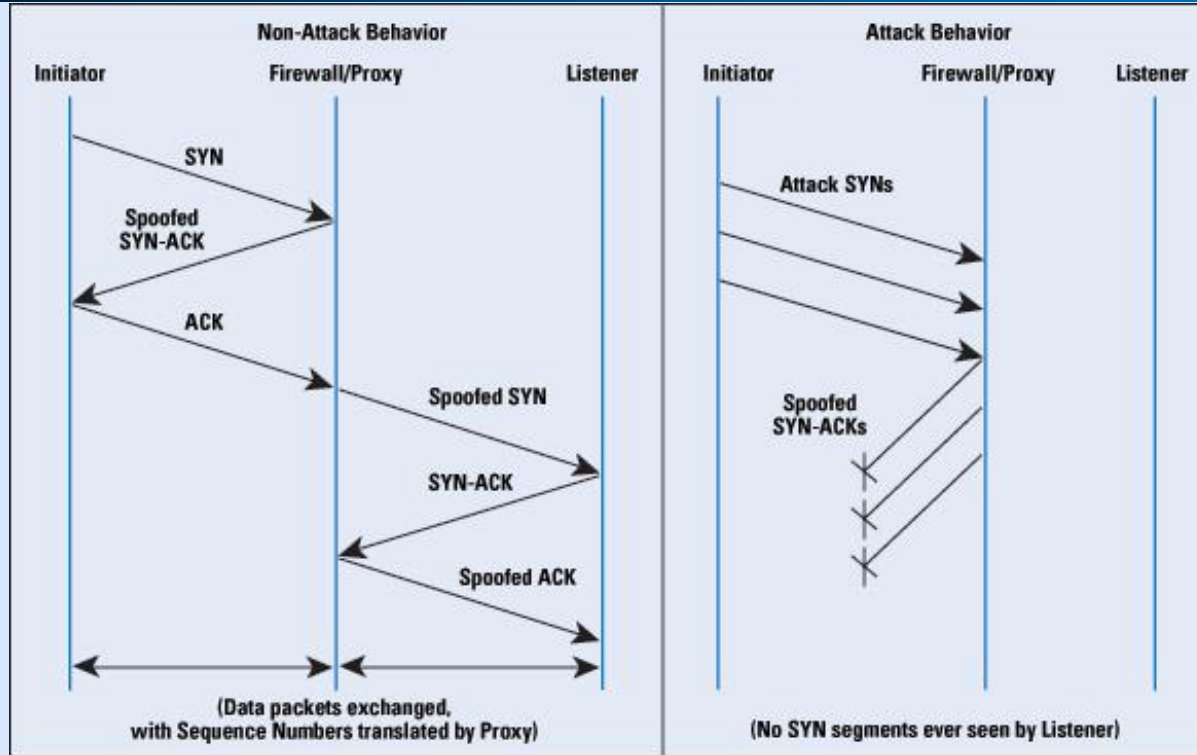 Non-Attack Behavior
Initiator
Firewall/Proxy
Listener
SYN
Spoofed
SYN-ACK
ACK
Spoofed SYN
SYN-ACK
Spoofed ACK
(Data packets exchanged,
with Sequence Numbers translated by Proxy)
Attack Behavior
Initiator
Firewall/Proxy
Listener
Attack SYNs
Spoofed
SYN-ACKs
(No SYN segments ever seen by Listener)